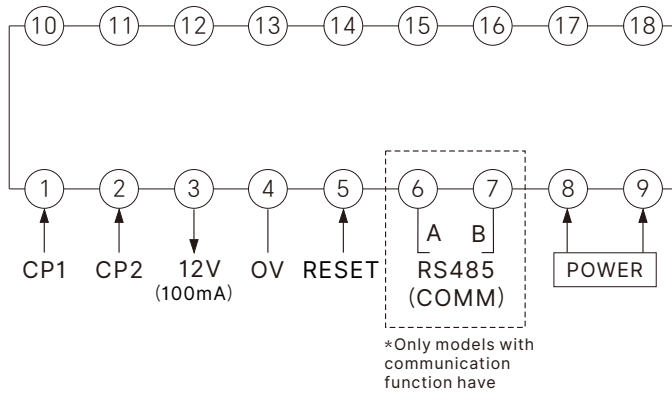 10 11 12 13 14 15 16 17 18
1 2 3 4 5 6 7 8 9
A B
CP1 CP2 12V OV RESET RS485 POWER
(100mA) (COMM)
*Only models with
communication
function have